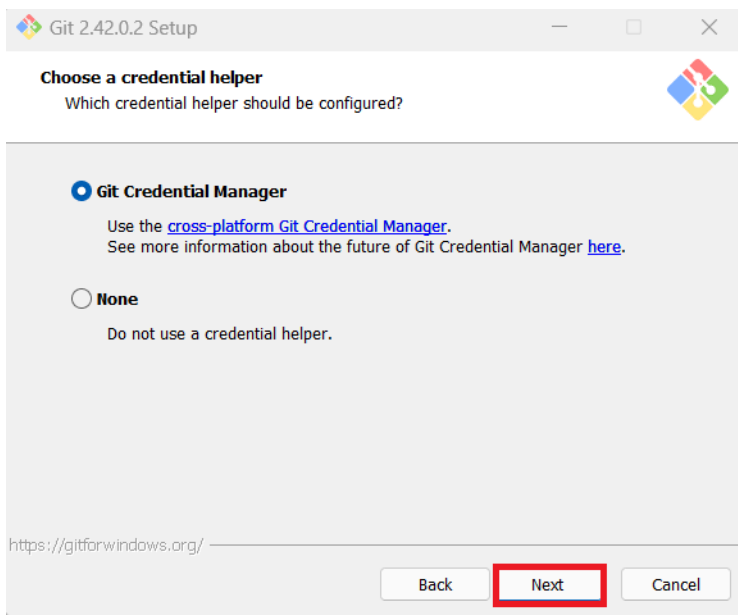 Git 2.42.0.2 Setup
Choose a credential helper
Which credential helper should be configured?
Git Credential Manager
Use the cross-platform Git Credential Manager.
See more information about the future of Git Credential Manager here.
None
Do not use a credential helper.
https://gitforwindows.org/
Back Next Cancel